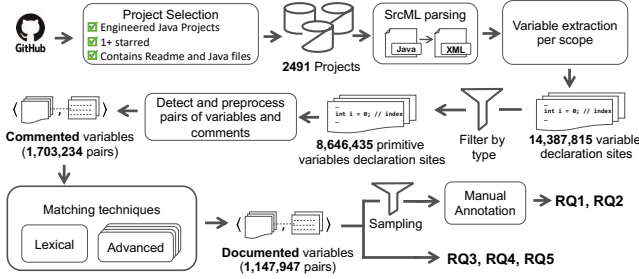 GitHub
Project Selection
Engineered Java Projects
1+ starred
Contains Readme and Java files
2491 Projects
SrcML parsing
Java
XML
Variable extraction
per scope
14,387,815 variable
declaration sites
int i = 0; // index
Filter by
type
int i = 0; // index
8,646,435 primitive
variables declaration sites
Detect and preprocess
pairs of variables and
comments
Commented variables
(1,703,234 pairs)
Matching techniques
Lexical
Advanced
Documented variables
(1,147,947 pairs)
Sampling
Manual
Annotation
RQ1, RQ2
RQ3, RQ4, RQ5